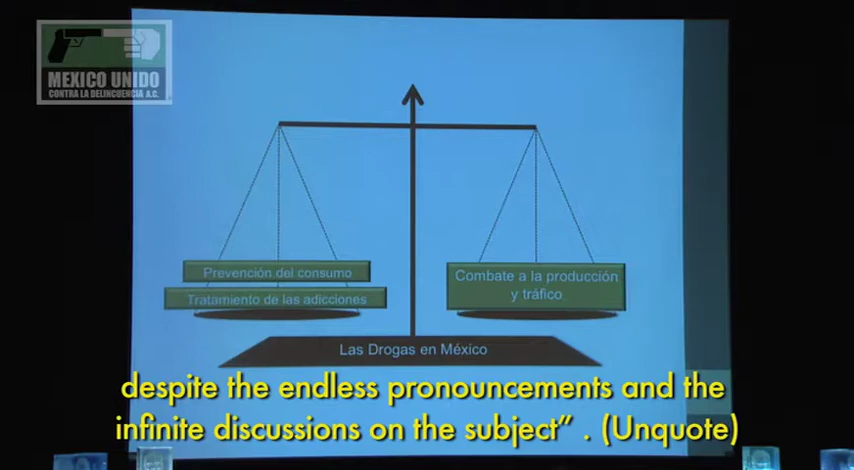 MEXICO UNIDO
CONTRA LA DELINCUENCIA A.C.
Prevención del consumo
Tratamiento de las adicciones
Combate a la producción
y tráfico
Las Drogas en México
despite the endless pronouncements and the
infinite discussions on the subject” . (Unquote)